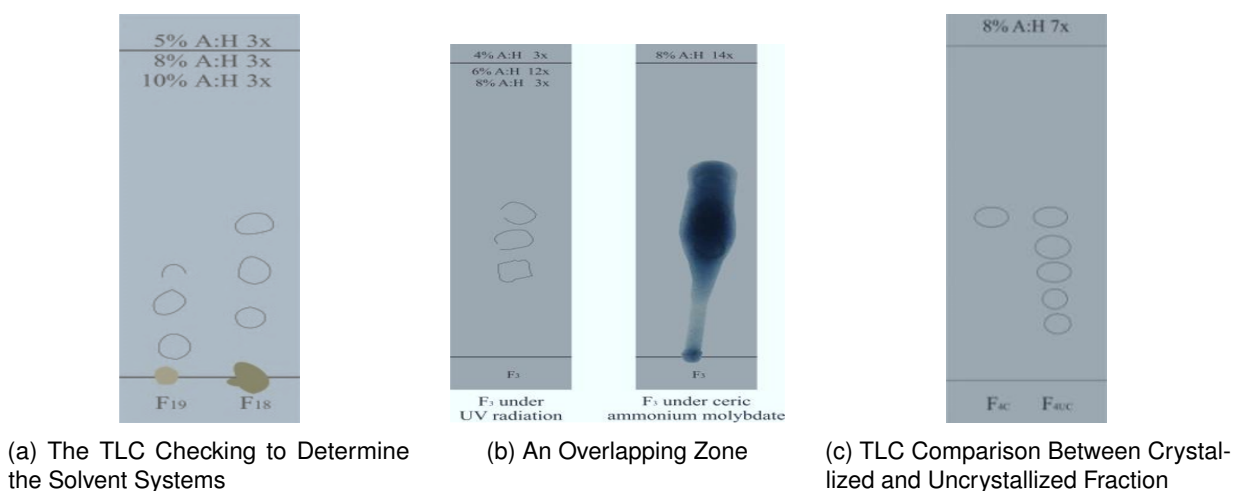 5% A:H 3x
8% A:H 3x
10% A:H 3x
F19 F18
(a) The TLC Checking to Determine
the Solvent Systems
4% A:H 3x
6% A:H 12x
8% A:H 3x
F3
F3 under
UV radiation
8% A:H 14x
F3
F3 under ceric
ammonium molybdate
(b) An Overlapping Zone
8% A:H 7x
F4C F4UC
(c) TLC Comparison Between Crystal-
lized and Uncrystallized Fraction